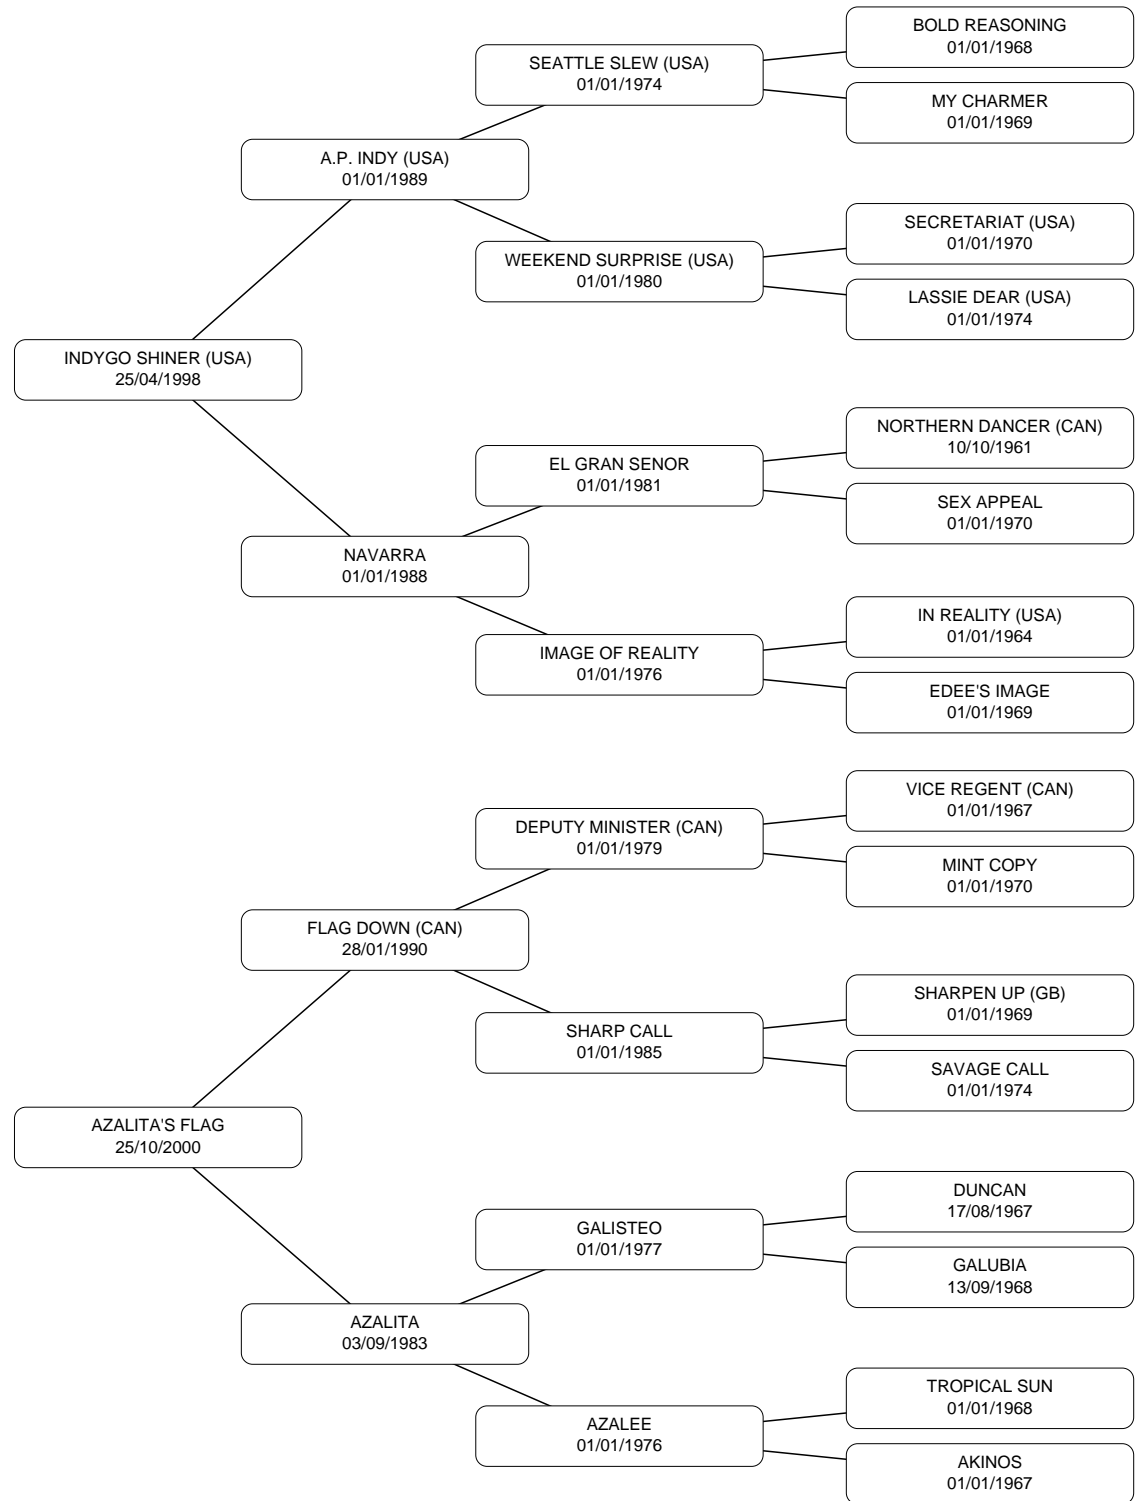 BOLD REASONING
01/01/1968
SEATTLE SLEW (USA)
01/01/1974
MY CHARMER
01/01/1969
A.P. INDY (USA)
01/01/1989
SECRETARIAT (USA)
01/01/1970
WEEKEND SURPRISE (USA)
01/01/1980
LASSIE DEAR (USA)
01/01/1974
INDYGO SHINER (USA)
25/04/1998
NORTHERN DANCER (CAN)
10/10/1961
EL GRAN SENOR
01/01/1981
SEX APPEAL
01/01/1970
NAVARRA
01/01/1988
IN REALITY (USA)
01/01/1964
IMAGE OF REALITY
01/01/1976
EDEE'S IMAGE
01/01/1969
VICE REGENT (CAN)
01/01/1967
DEPUTY MINISTER (CAN)
01/01/1979
MINT COPY
01/01/1970
FLAG DOWN (CAN)
28/01/1990
SHARPEN UP (GB)
01/01/1969
SHARP CALL
01/01/1985
SAVAGE CALL
01/01/1974
AZALITA'S FLAG
25/10/2000
DUNCAN
17/08/1967
GALISTEO
01/01/1977
GALUBIA
13/09/1968
AZALITA
03/09/1983
TROPICAL SUN
01/01/1968
AZALEE
01/01/1976
AKINOS
01/01/1967